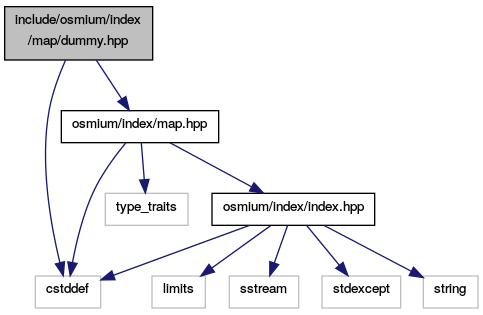 include/osmium/index
/map/dummy.hpp
osmium/index/map.hpp
type_traits
osmium/index/index.hpp
cstddef
limits
sstream
stdexcept
string